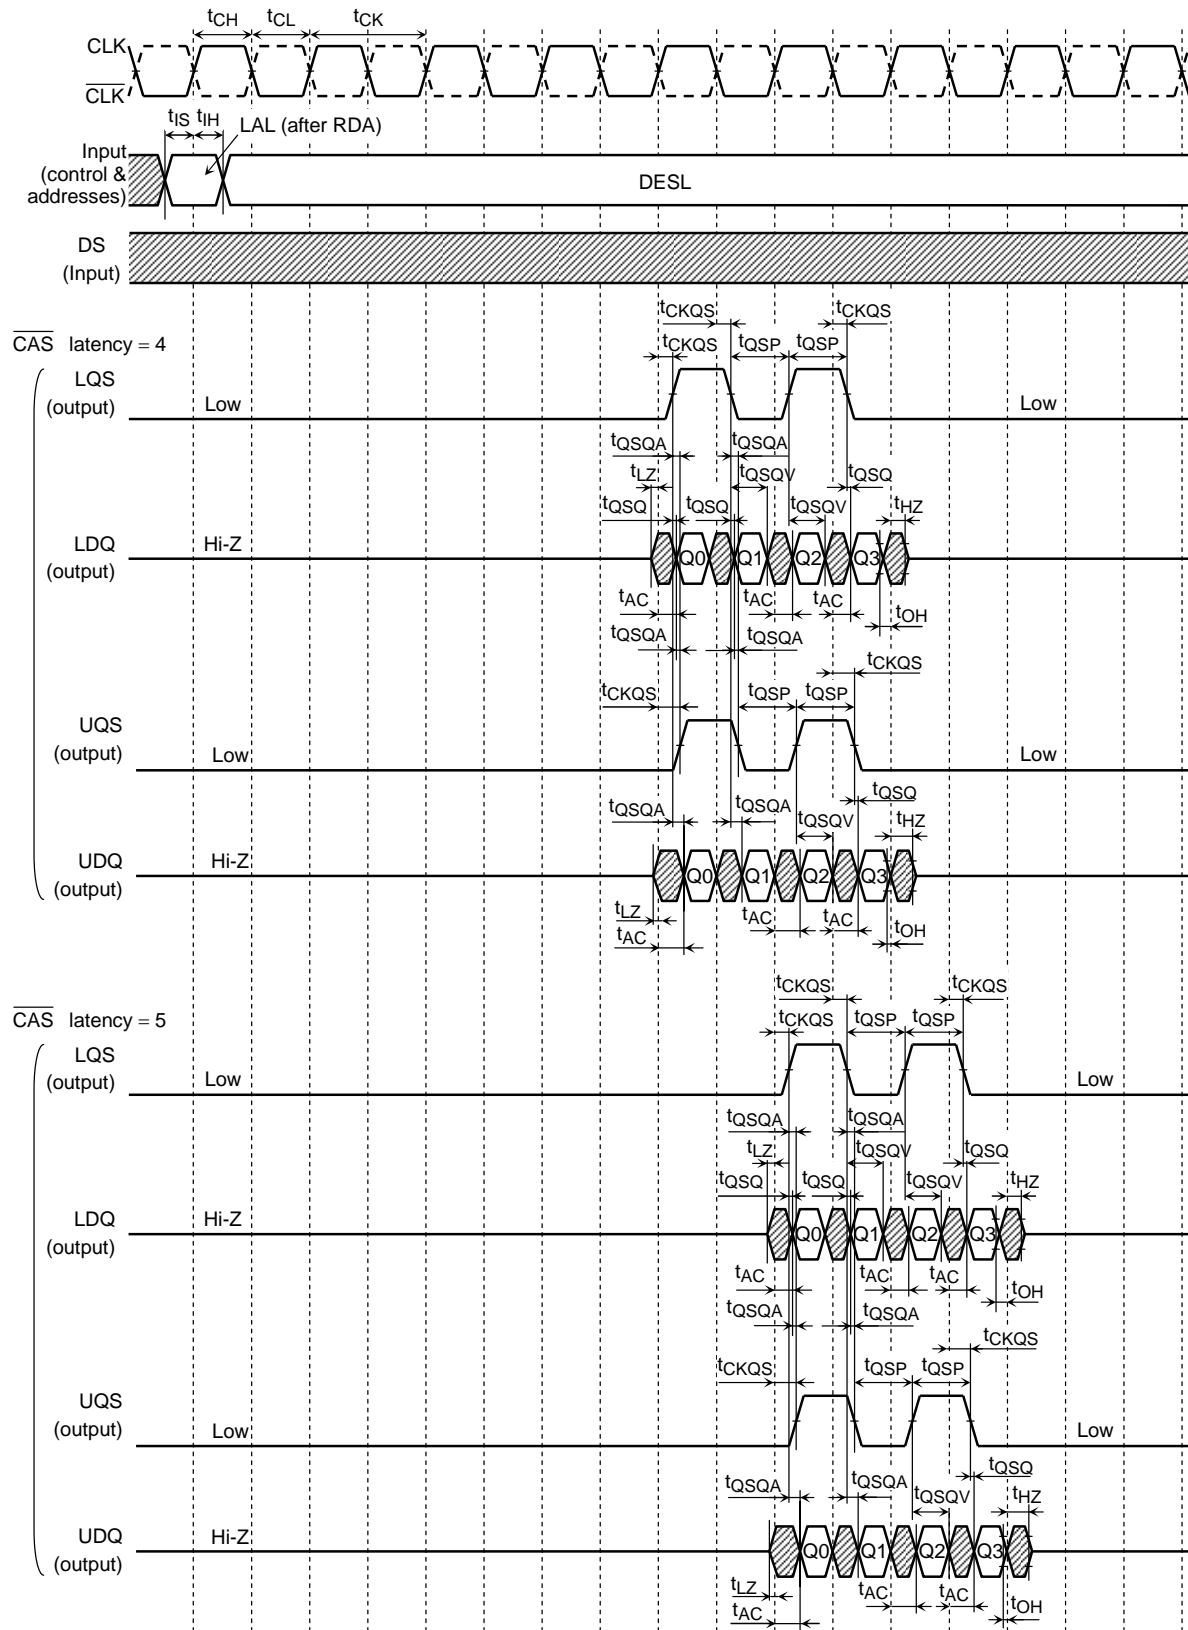 tCH tCL tCK
CLK
CLK
tIS tIH LAL (after RDA)
Input
(control &
addresses)
DESL
DS
(Input)
tCKQS tCKQS
CAS latency = 4
tCKQS tQSP tQSP
LQS
(output)
Low Low
tQSQA tQSQA
tLZ tQSQV tQSQ
tQSQ tQSQ tQSQV tHZ
LDQ
(output)
Hi-Z
Q0 Q1 Q2 Q3
tAC tAC tAC tOH
tQSQA tQSQA
tCKQS
tCKQS tQSP tQSP
UQS
(output)
Low Low
tQSQ
tQSQA tQSQA tQSQV tHZ
UDQ
(output)
Hi-Z
Q0 Q1 Q2 Q3
tLZ tAC tAC tOH
tAC
tCKQS tCKQS
CAS latency = 5
tCKQS tQSP tQSP
LQS
(output)
Low Low
tQSQA tQSQA
tLZ tQSQV tQSQ
tQSQ tQSQ tQSQV tHZ
LDQ
(output)
Hi-Z
Q0 Q1 Q2 Q3
tAC tAC tAC tOH
tQSQA tQSQA
tCKQS
tCKQS tQSP tQSP
UQS
(output)
Low Low
tQSQ
tQSQA tQSQA tQSQV tHZ
UDQ
(output)
Hi-Z
Q0 Q1 Q2 Q3
tLZ tAC tAC tOH
tAC